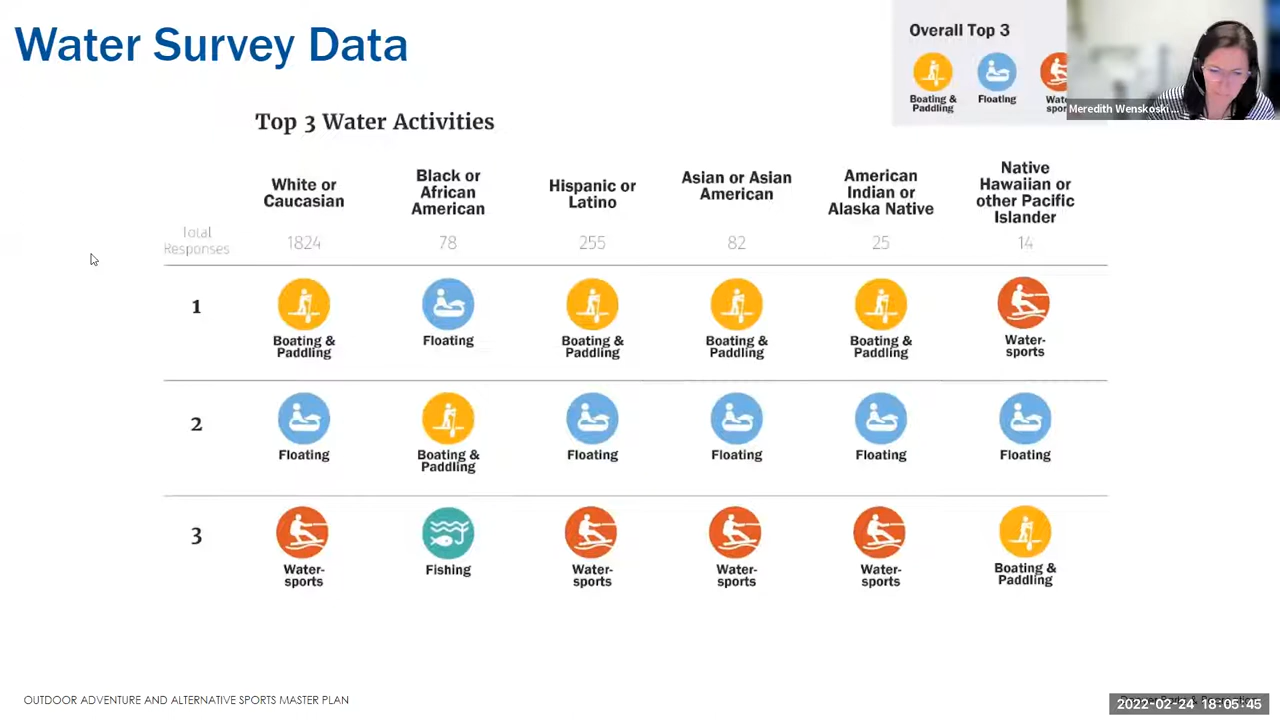 Water Survey Data
Overall Top 3
Boating &
Paddling
Floating
Meredith Wenskoski
Top 3 Water Activities
White or
Caucasian
Black or
African
American
Hispanic or
Latino
Asian or Asian
American
American
Indian or
Alaska Native
Native
Hawaiian or
other Pacific
Islander
Total
Responses
1824
78
255
82
25
14
1
Boating &
Paddling
Floating
Boating &
Paddling
Boating &
Paddling
Boating &
Paddling
Water-
sports
2
Floating
Boating &
Paddling
Floating
Floating
Floating
Floating
3
Water-
sports
Fishing
Water-
sports
Water-
sports
Water-
sports
Boating &
Paddling
OUTDOOR ADVENTURE AND ALTERNATIVE SPORTS MASTER PLAN
2022-02-24 18:05:45